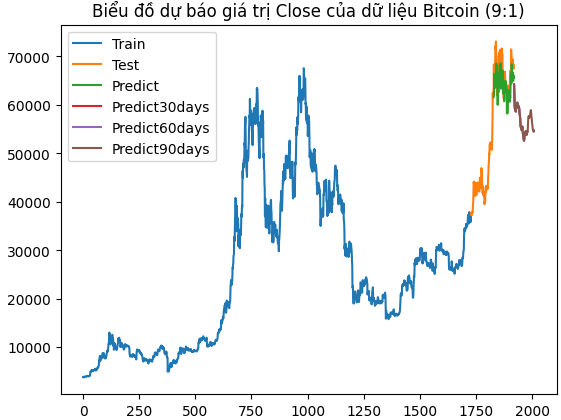 Biểu đồ dự báo giá trị Close của dữ liệu Bitcoin (9:1)
Train
Test
Predict
Predict30days
Predict60days
Predict90days
70000
60000
50000
40000
30000
20000
10000
0 250 500 750 1000 1250 1500 1750 2000